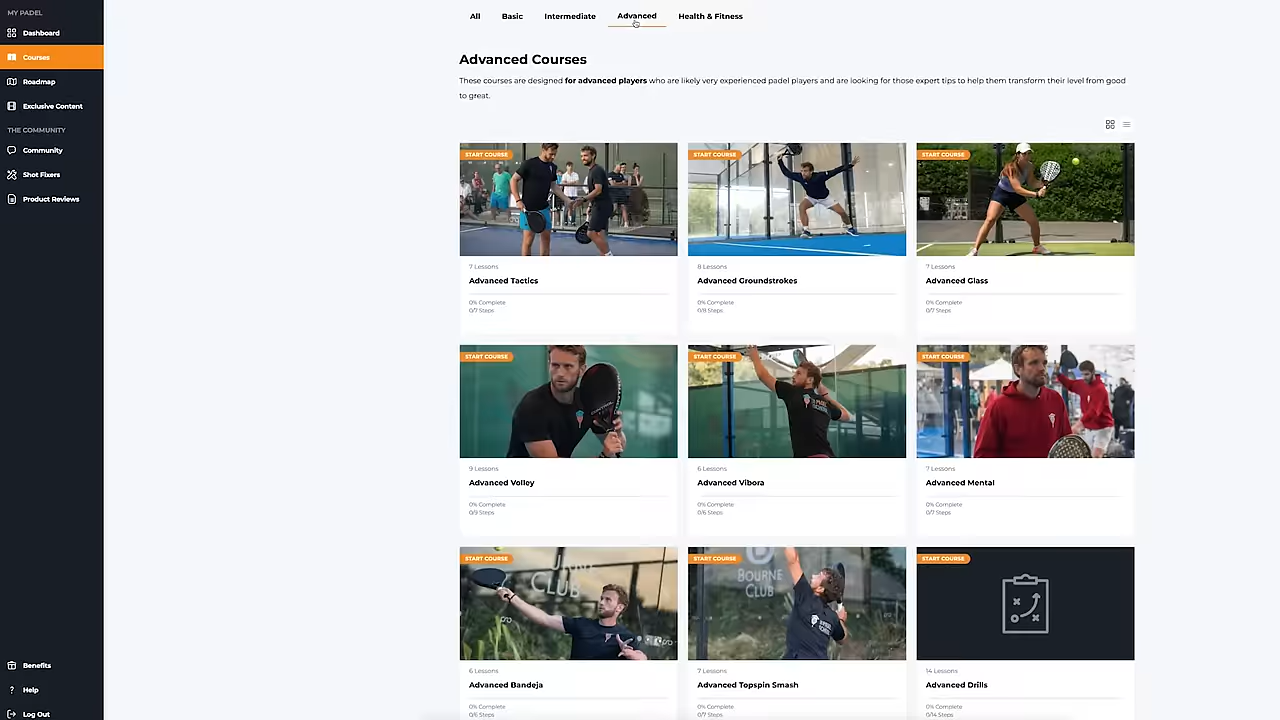 MY PADEL
Dashboard
Courses
Roadmap
Exclusive Content
THE COMMUNITY
Community
Shot Fixers
Product Reviews
Benefits
Help
Log Out
All Basic Intermediate Advanced Health & Fitness
Advanced Courses
These courses are designed for advanced players who are likely very experienced padel players and are looking for those expert tips to help them transform their level from good
to great.
START COURSE START COURSE START COURSE
7 Lessons 8 Lessons 7 Lessons
Advanced Tactics Advanced Groundstrokes Advanced Glass
0% Complete 0% Complete 0% Complete
0/7 Steps 0/8 Steps 0/7 Steps
START COURSE START COURSE START COURSE
9 Lessons 6 Lessons 7 Lessons
Advanced Volley Advanced Vibora Advanced Mental
0% Complete 0% Complete 0% Complete
0/9 Steps 0/6 Steps 0/7 Steps
START COURSE START COURSE START COURSE
CLUB BOURNE
CLUB
6 Lessons 7 Lessons 14 Lessons
Advanced Bandeja Advanced Topspin Smash Advanced Drills
0% Complete 0% Complete 0% Complete
0/6 Steps 0/7 Steps 0/14 Steps